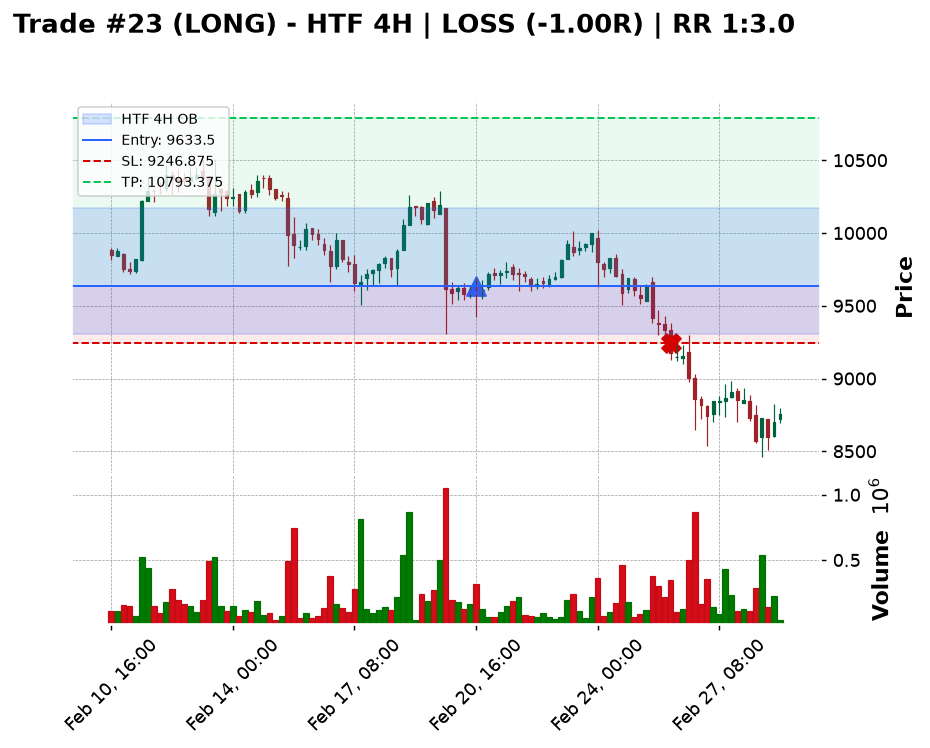 Trade #23 (LONG) - HTF 4H | LOSS (-1.00R) | RR 1:3.0
HTF 4H OB
Entry: 9633.5
SL: 9246.875
TP: 10793.375
10500
10000
9500
9000
8500
Price
1.0
0.5
Volume 10^6
Feb 10, 16:00
Feb 14, 00:00
Feb 17, 08:00
Feb 20, 16:00
Feb 24, 00:00
Feb 27, 08:00